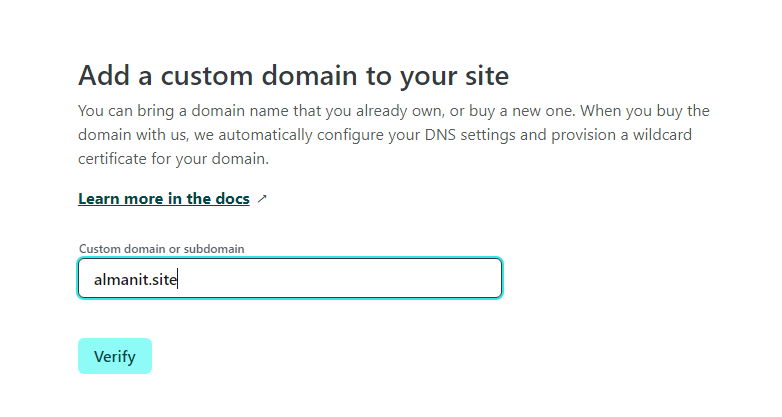 Add a custom domain to your site
You can bring a domain name that you already own, or buy a new one. When you buy the
domain with us, we automatically configure your DNS settings and provision a wildcard
certificate for your domain.
Learn more in the docs ↗
Custom domain or subdomain
almanit.site
Verify